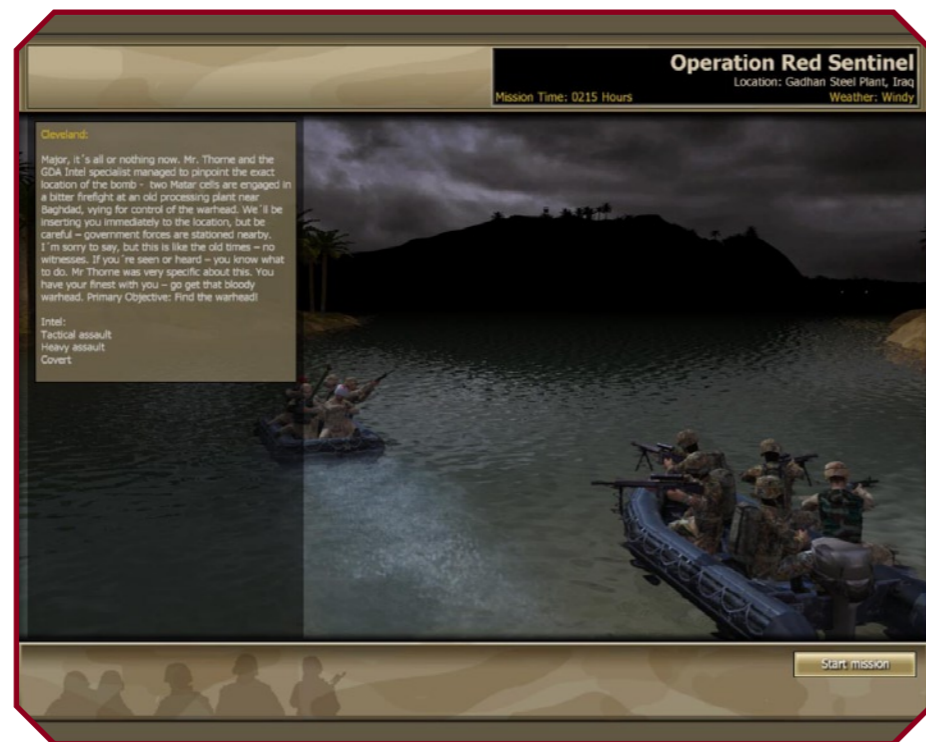 Operation Red Sentinel
Location: Gadhan Steel Plant, Iraq
Mission Time: 0215 Hours Weather: Windy
Cleveland:
Major, it´s all or nothing now. Mr. Thorne and the
GDA Intel specialist managed to pinpoint the exact
location of the bomb - two Matar cells are engaged in
a bitter firefight at an old processing plant near
Baghdad, vying for control of the warhead. We´ll be
inserting you immediately to the location, but be
careful – government forces are stationed nearby.
I´m sorry to say, but this is like the old times – no
witnesses. If you´re seen or heard – you know what
to do. Mr Thorne was very specific about this. You
have your finest with you – go get that bloody
warhead. Primary Objective: Find the warhead!
Intel:
Tactical assault
Heavy assault
Covert
Start mission